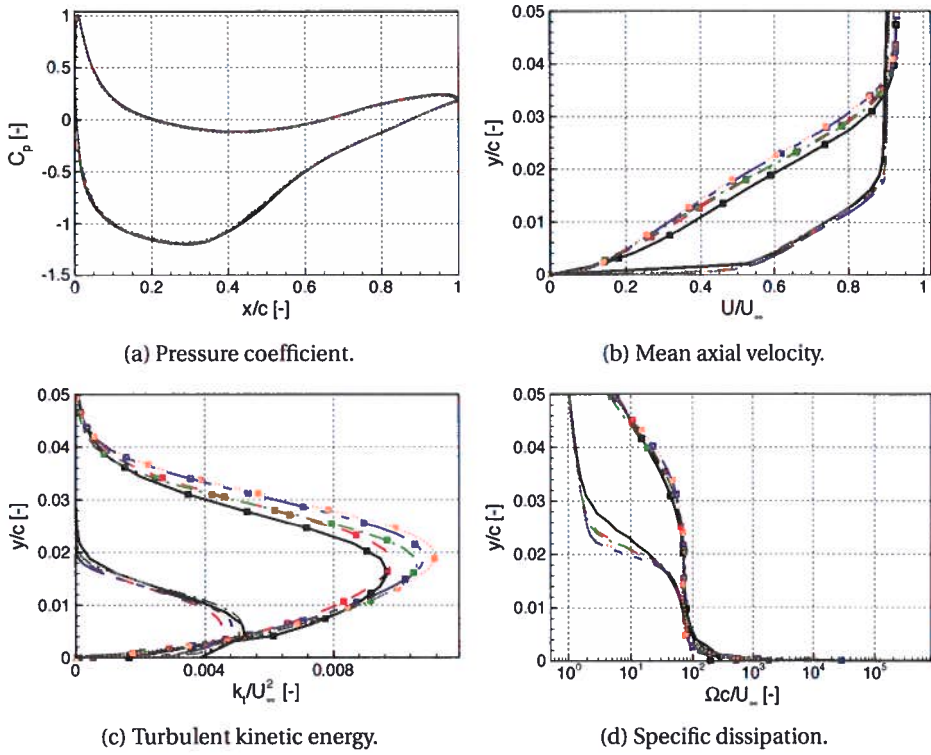 1
0.5
0
-0.5
-1
-1.5
C_p [-]
0 0.2 0.4 0.6 0.8 1
x/c [-]
(a) Pressure coefficient.
0.05
0.04
0.03
0.02
0.01
0
y/c [-]
0 0.2 0.4 0.6 0.8 1
U/U_∞
(b) Mean axial velocity.
0.05
0.04
0.03
0.02
0.01
0
y/c [-]
0 0.004 0.008
k_t/U_∞^2 [-]
(c) Turbulent kinetic energy.
0.05
0.04
0.03
0.02
0.01
0
y/c [-]
10^0 10^1 10^2 10^3 10^4 10^5
Ωc/U_∞ [-]
(d) Specific dissipation.